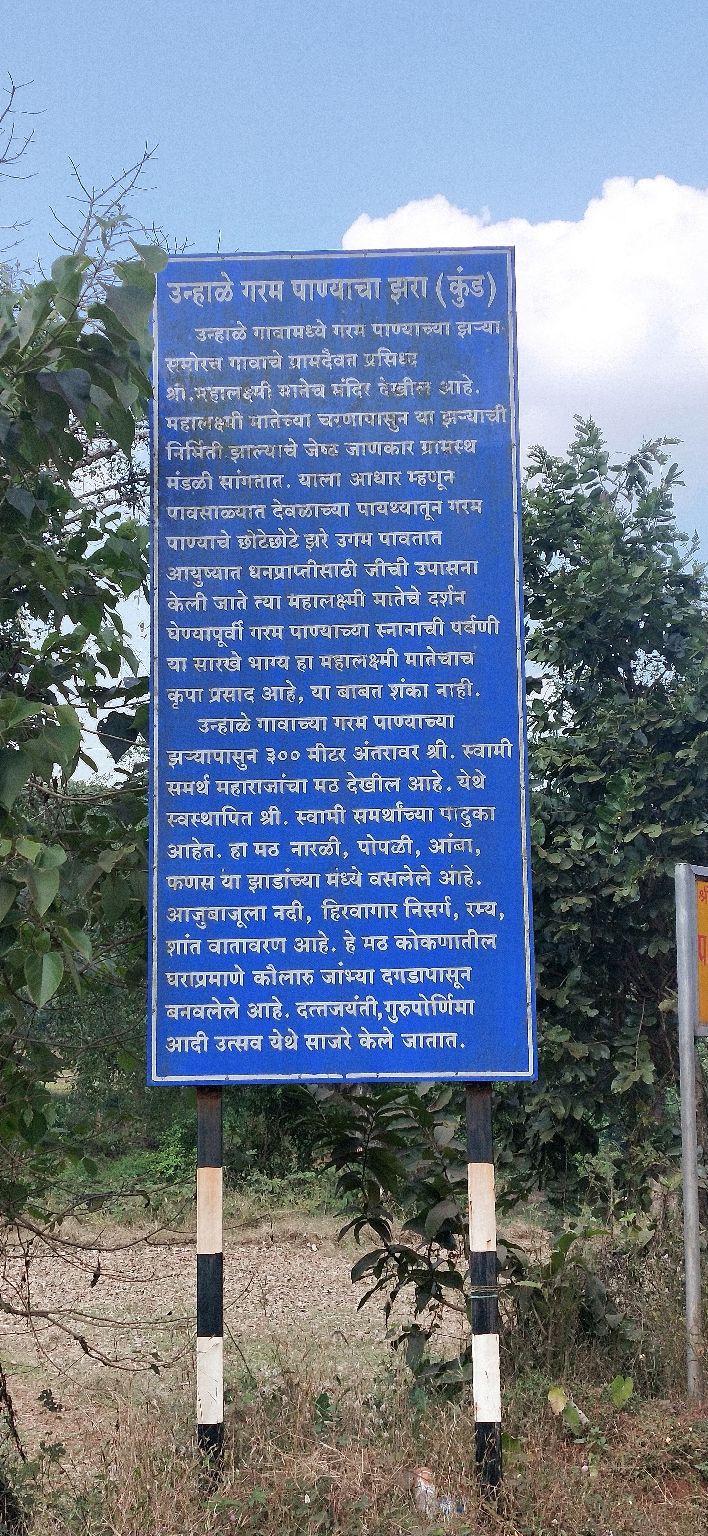 उन्हाळे गरम पाण्याचा झरा (कुंड)
उन्हाळे गावामध्ये गरम पाण्याच्या झऱ्या
समोरच गावाचे ग्रामदैवत प्रसिध्द
श्री.महालक्ष्मी मातेच मंदिर देखील आहे.
महालक्ष्मी मातेच्या चरणापासुन या झऱ्याची
निर्मिती झाल्याचे जेष्ठ जाणकार ग्रामस्थ
मंडळी सांगतात. याला आधार म्हणून
पावसाळ्यात देवळाच्या पायथ्यातून गरम
पाण्याचे छोटेछोटे झरे उगम पावतात
आयुष्यात धनप्राप्तीसाठी जीची उपासना
केली जाते त्या महालक्ष्मी मातेचे दर्शन
घेण्यापूर्वी गरम पाण्याच्या स्नानाची पर्वणी
या सारखे भाग्य हा महालक्ष्मी मातेचाच
कृपा प्रसाद आहे, या बाबत शंका नाही.
उन्हाळे गावाच्या गरम पाण्याच्या
झऱ्यापासुन ३०० मीटर अंतरावर श्री. स्वामी
समर्थ महाराजांचा मठ देखील आहे. येथे
स्वस्थापित श्री. स्वामी समर्थांच्या पादुका
आहेत. हा मठ नारळी, पोपळी, आंबा,
फणस या झाडांच्या मध्ये वसलेले आहे.
आजुबाजूला नदी, हिरवागार निसर्ग, रम्य,
शांत वातावरण आहे. हे मठ कोकणातील
घराप्रमाणे कौलारु जांभ्या दगडापासून
बनवलेले आहे. दत्तजयंती,गुरुपोर्णिमा
आदी उत्सव येथे साजरे केले जातात.